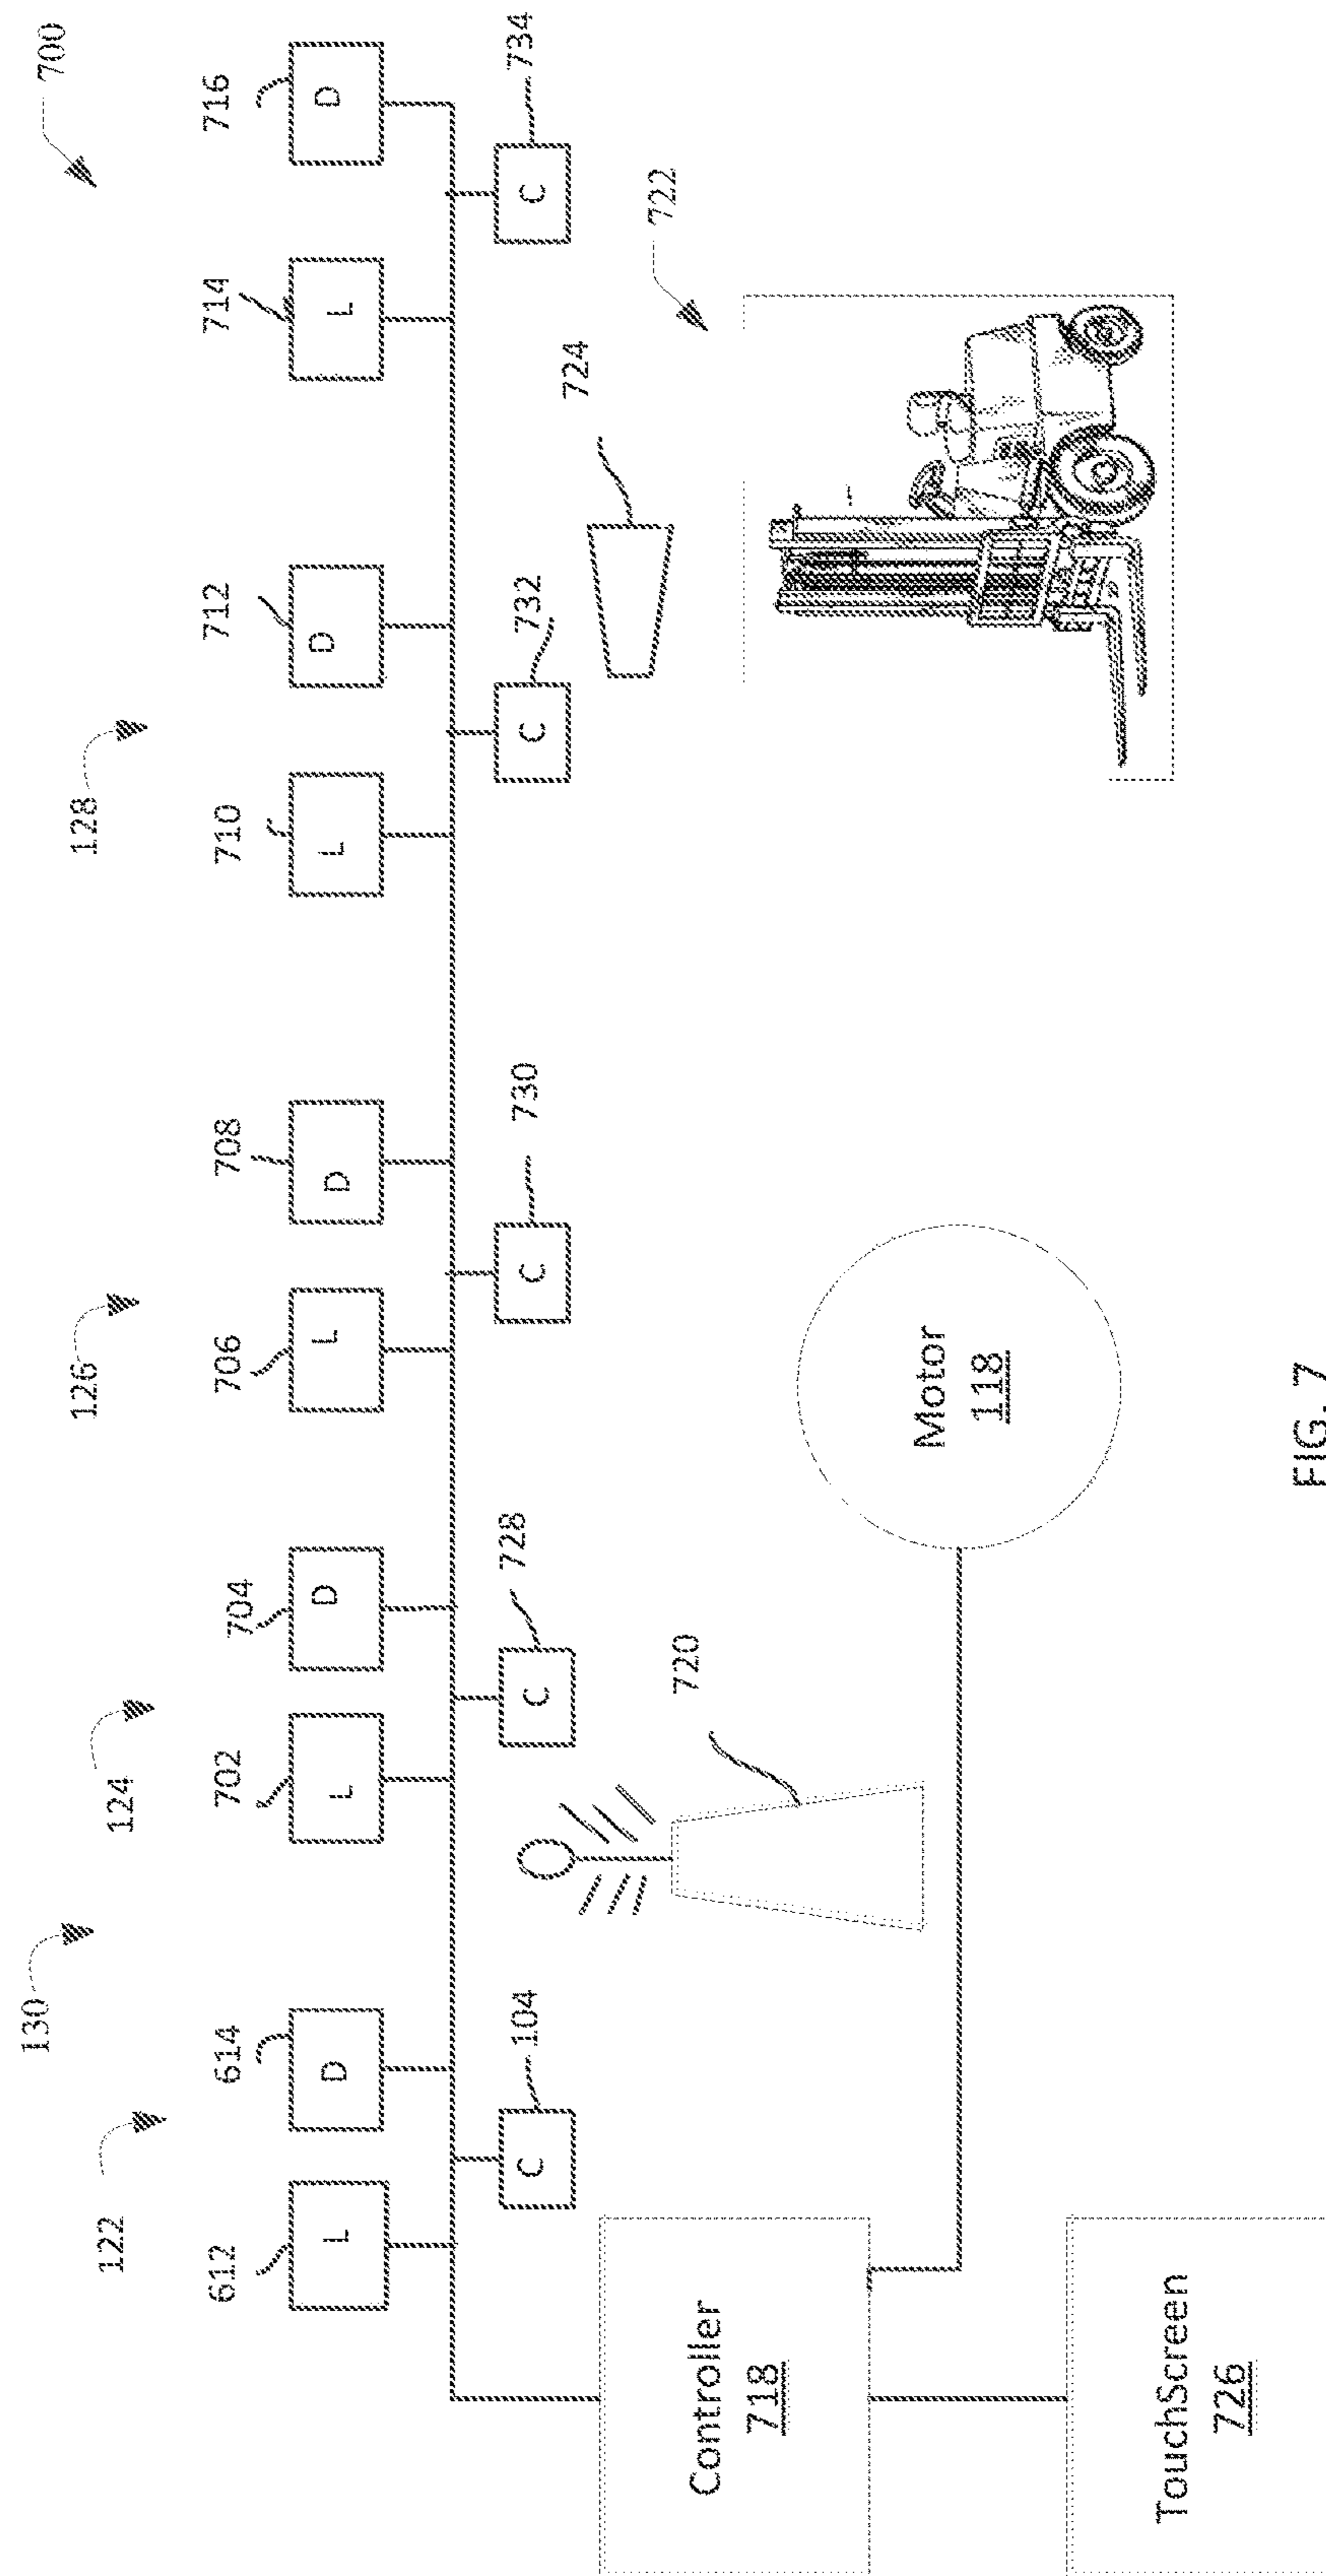 700
130
122
124
126
128
612
614
702
704
706
708
710
712
714
716
L
D
L
D
L
D
L
D
L
D
C
C
C
C
C
104
728
730
732
734
720
724
722
Controller
718
Motor
118
TouchScreen
726
FIG. 7